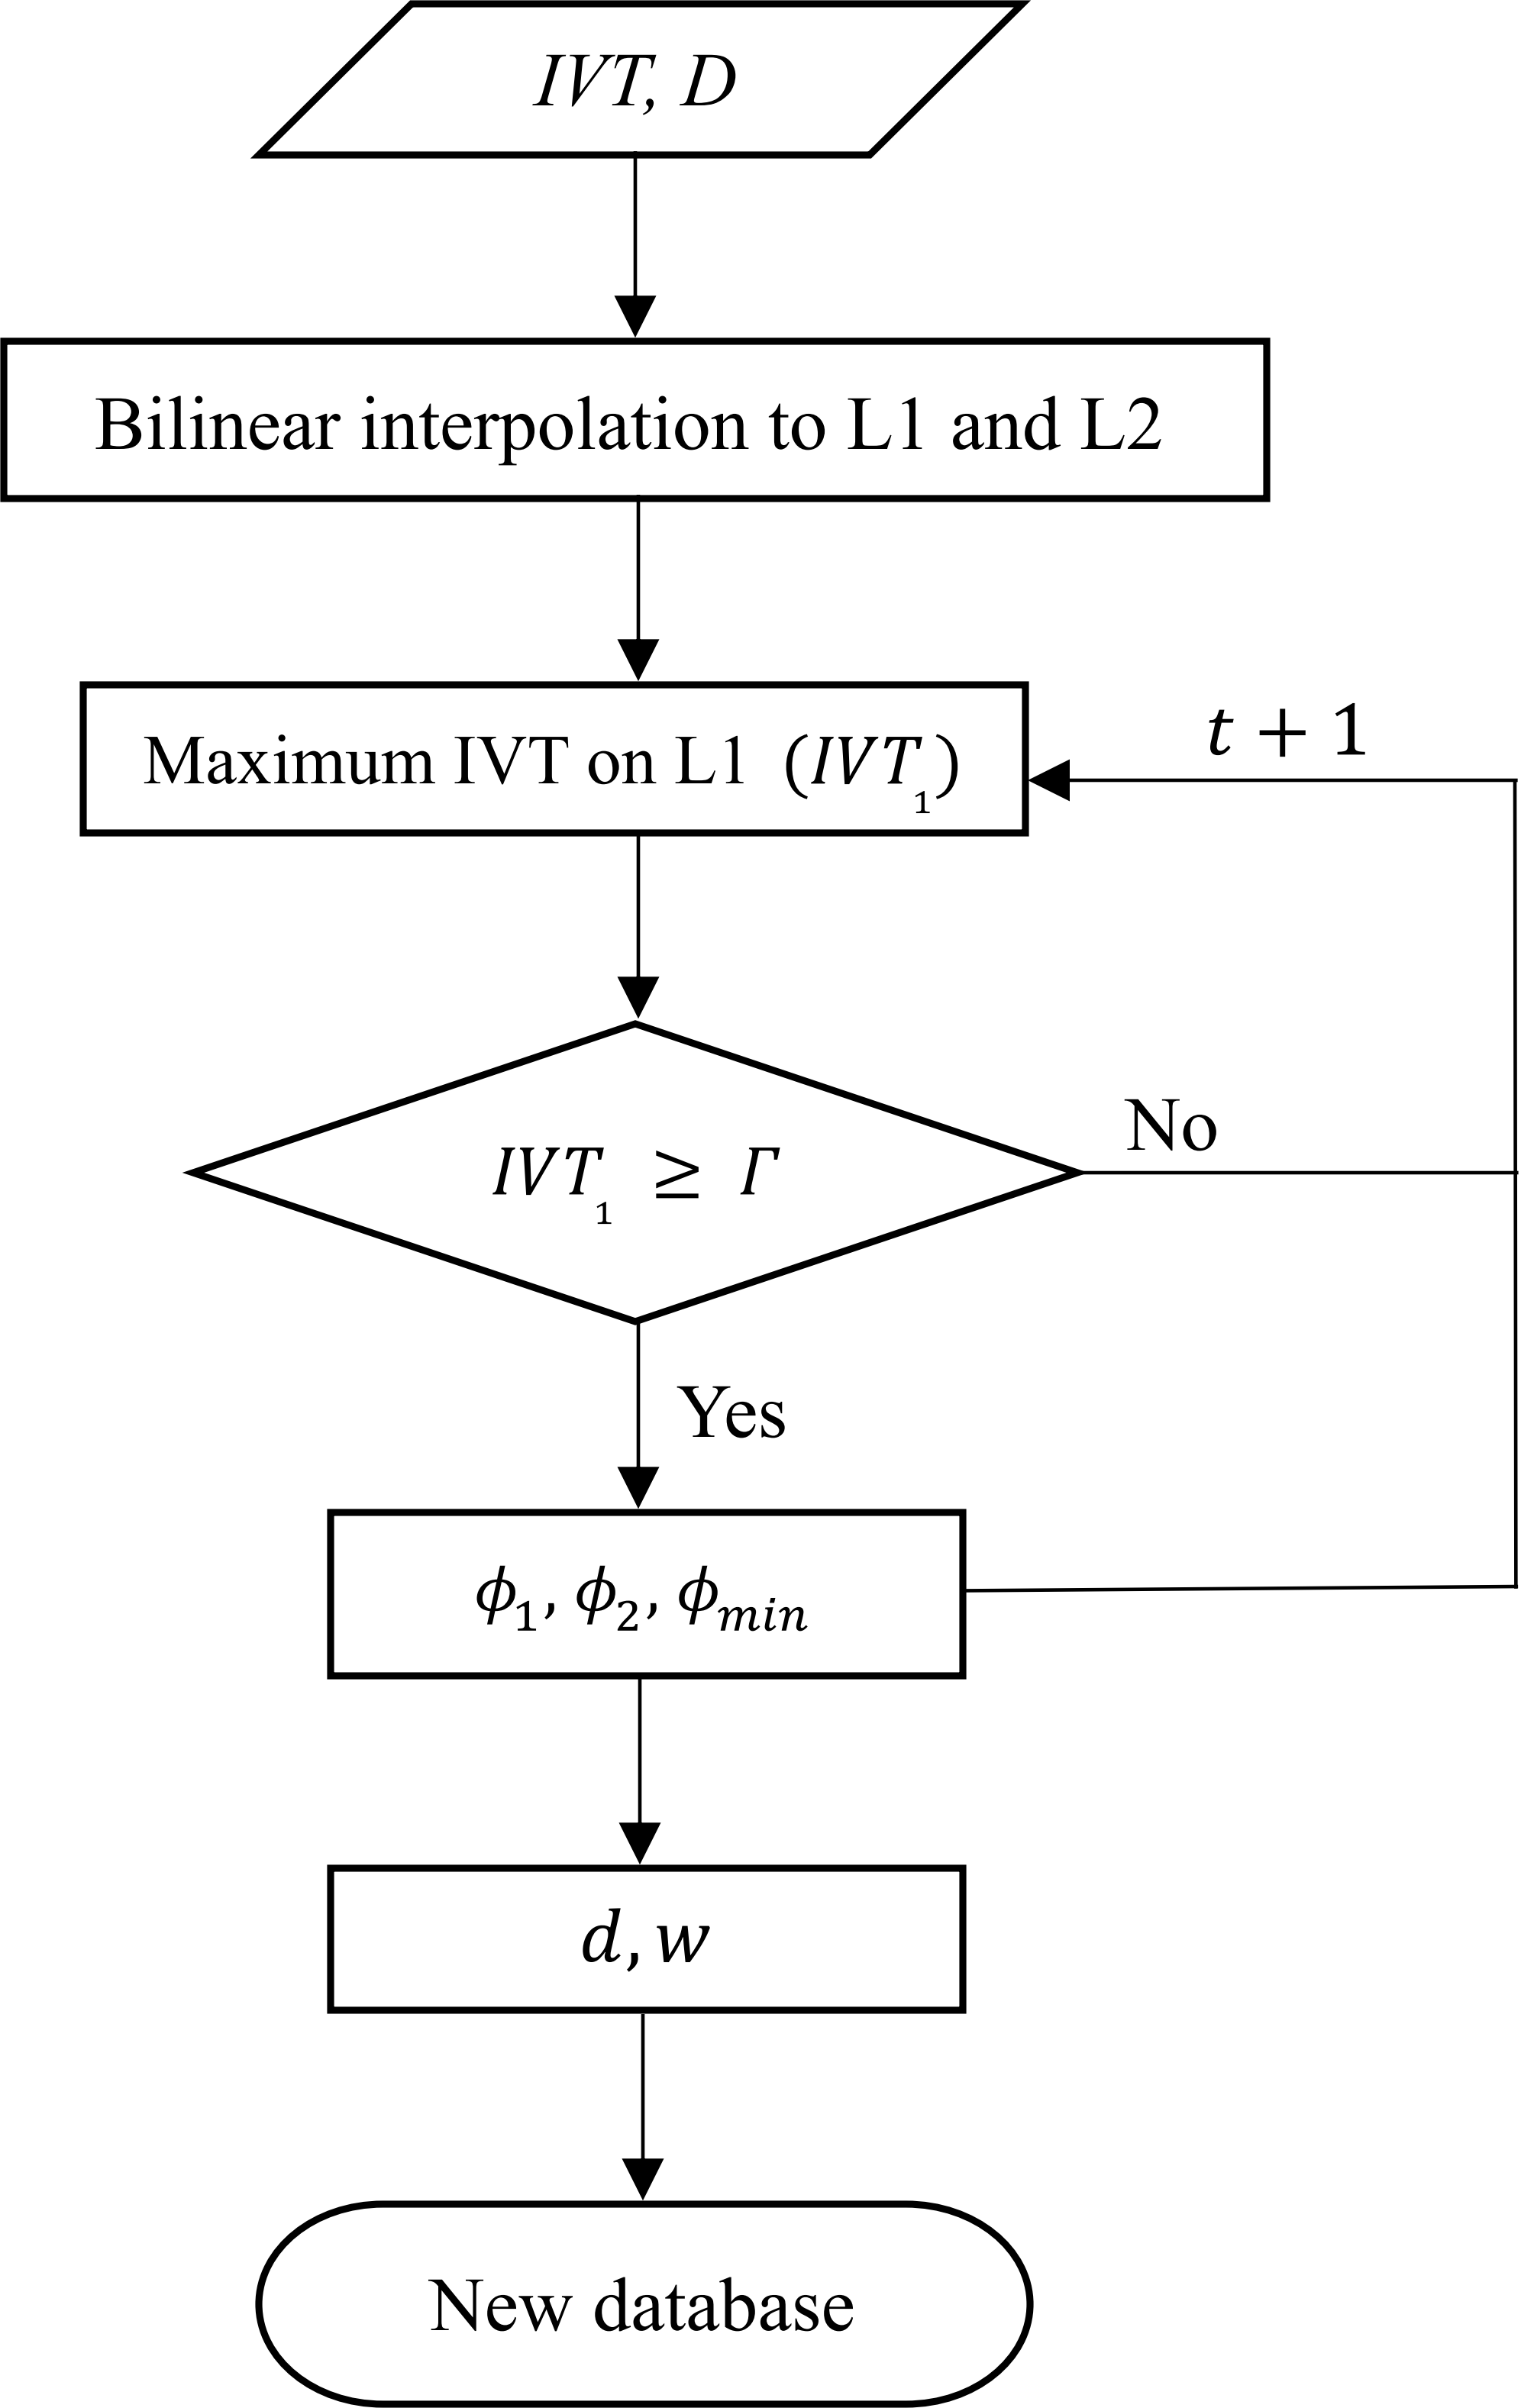 IVT, D
Bilinear interpolation to L1 and L2
Maximum IVT on L1 (IVT₁)
t + 1
IVT₁ ≥ Γ
No
Yes
ϕ₁, ϕ₂, ϕₘᵢₙ
d, w
New database